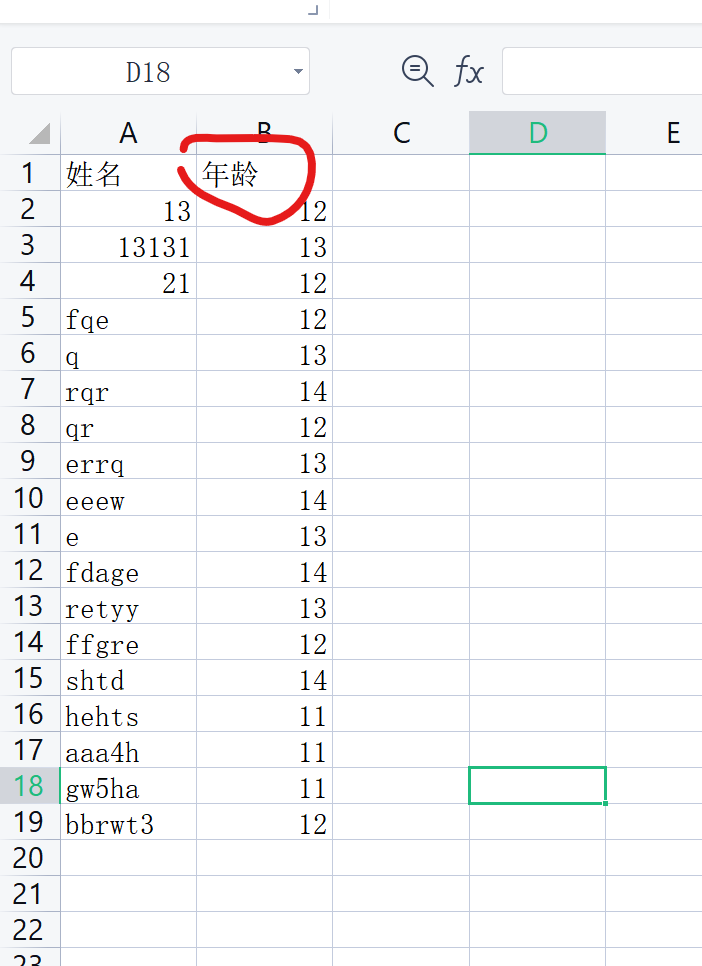 D18 fx
A B C D E
1 姓名 年龄
2 13 12
3 13131 13
4 21 12
5 fqe 12
6 q 13
7 rqr 14
8 qr 12
9 errq 13
10 eeew 14
11 e 13
12 fdage 14
13 retyy 13
14 ffgre 12
15 shtd 14
16 hehts 11
17 aaa4h 11
18 gw5ha 11
19 bbrwt3 12
20
21
22
23